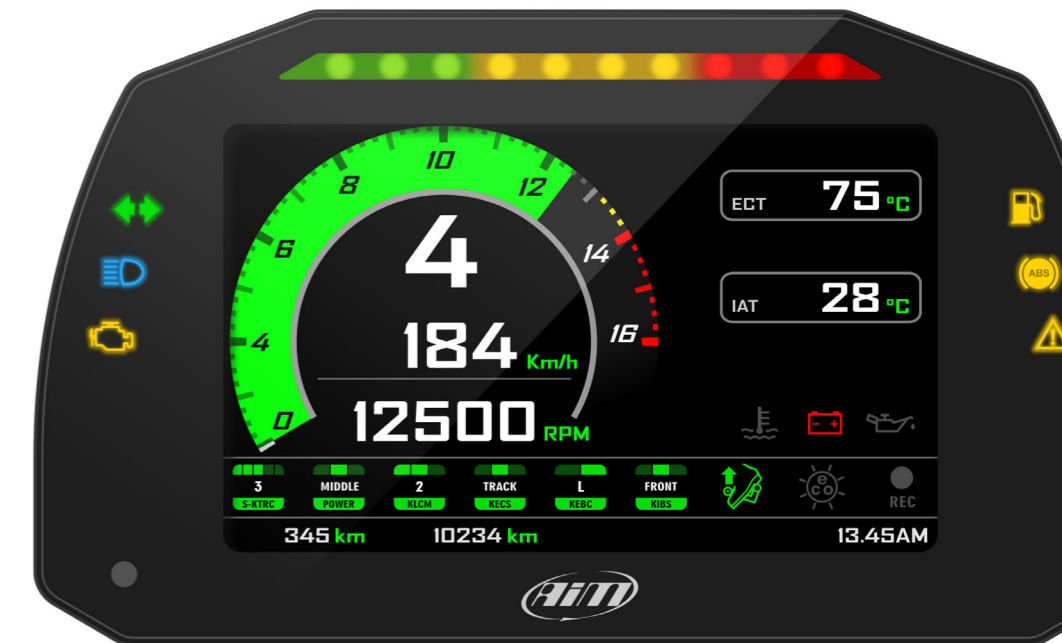 10
8
12
6
14
4
16
0
4
184 Km/h
12500 RPM
ECT 75 °C
IAT 28 °C
ABS
3 MIDDLE 2 TRACK L FRONT
S-KTRC POWER KLCM KECS KEBC KIBS
eco
REC
345 km 10234 km 13.45AM
AiM